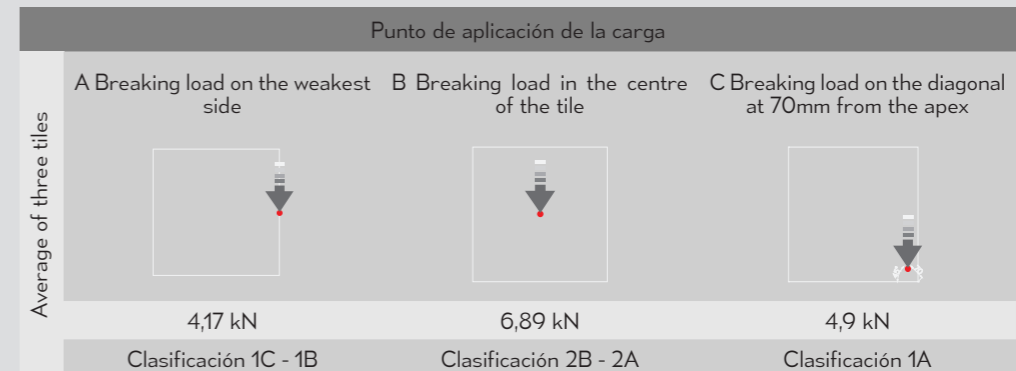 Punto de aplicación de la carga
Average of three tiles
A Breaking load on the weakest
side
B Breaking load in the centre
of the tile
C Breaking load on the diagonal
at 70mm from the apex
4,17 kN
6,89 kN
4,9 kN
Clasificación 1C - 1B
Clasificación 2B - 2A
Clasificación 1A